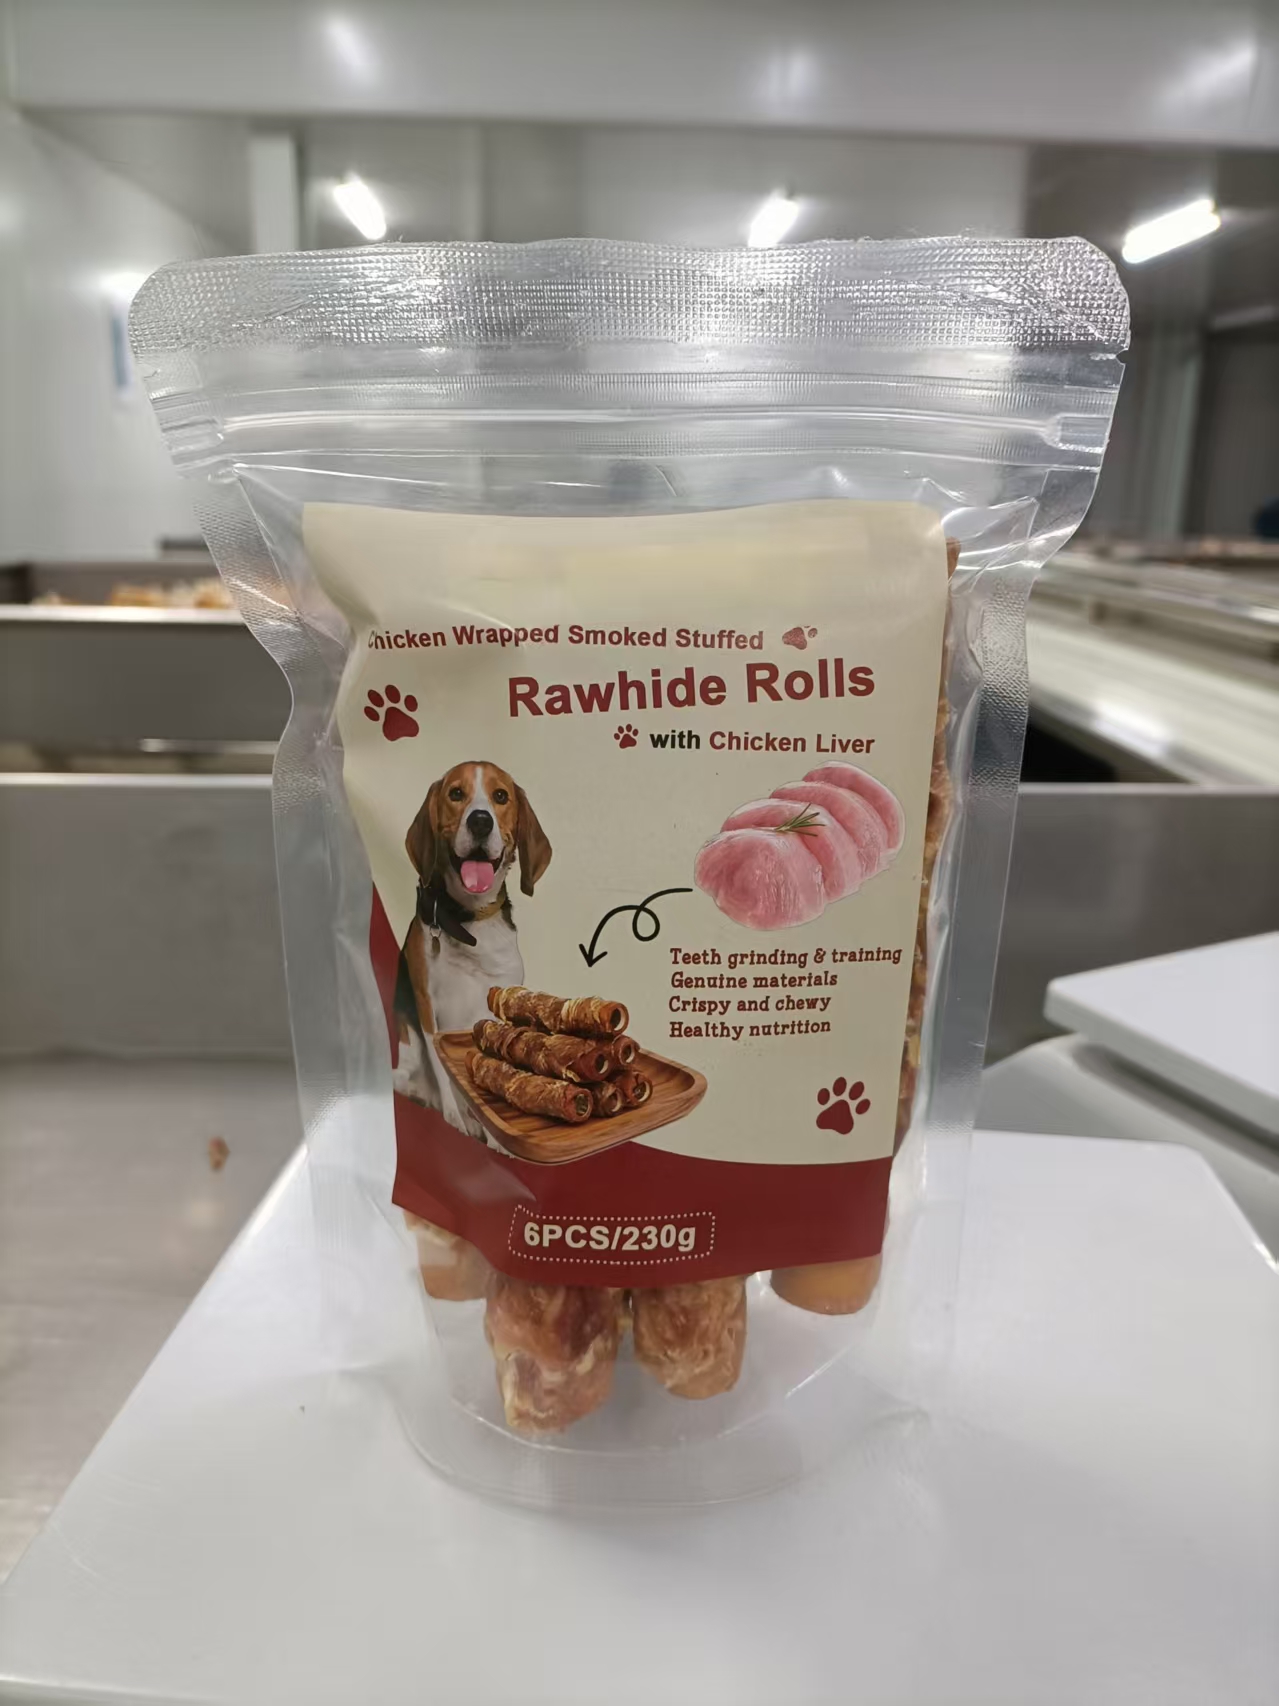 Chicken Wrapped Smoked Stuffed
Rawhide Rolls
with Chicken Liver
Teeth grinding & training
Genuine materials
Crispy and chewy
Healthy nutrition
6PCS/230g